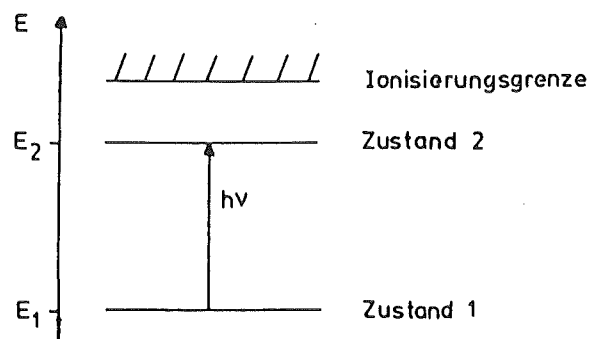 E
Ionisierungsgrenze
E₂
Zustand 2
hν
E₁
Zustand 1